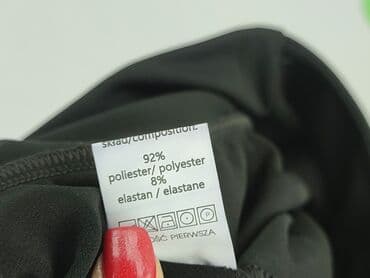 skład/composition:
92%
poliester/ polyester
8%
elastan / elastane
PIERWSZA